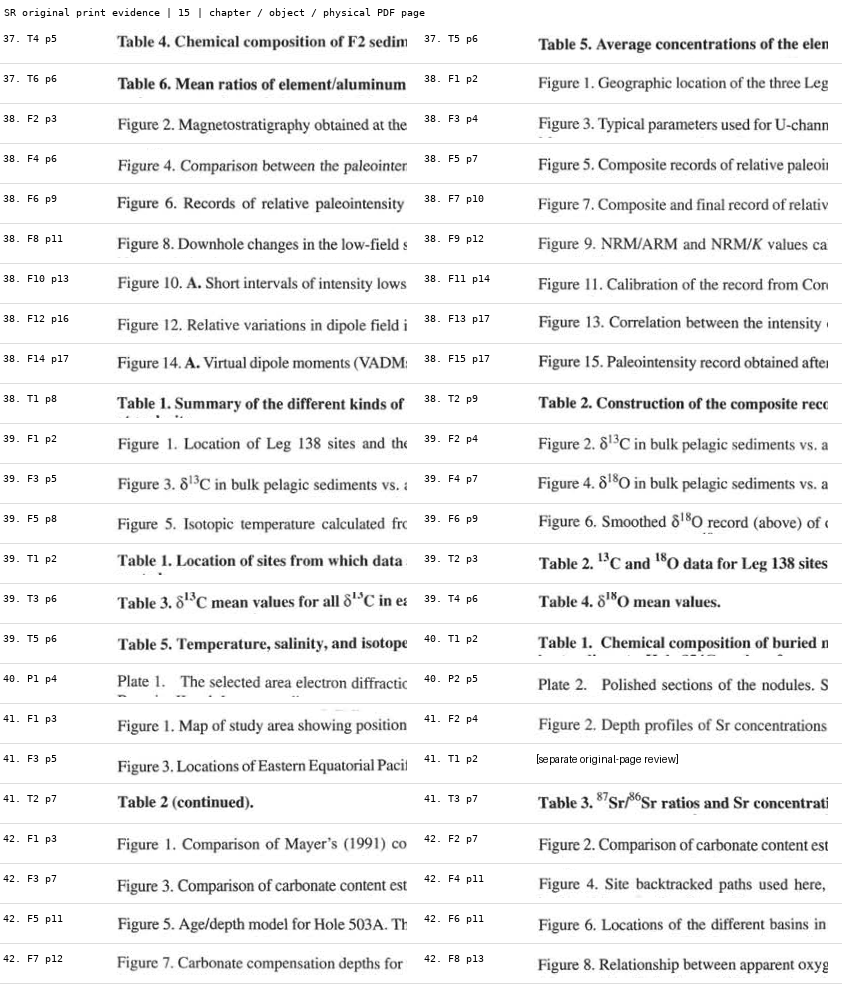 SR original print evidence | 15 | chapter / object / physical PDF page
37. T4 p5 Table 4. Chemical composition of F2 sedim
37. T5 p6 Table 5. Average concentrations of the elen
37. T6 p6 Table 6. Mean ratios of element/aluminum
38. F1 p2 Figure 1. Geographic location of the three Leg
38. F2 p3 Figure 2. Magnetostratigraphy obtained at the
38. F3 p4 Figure 3. Typical parameters used for U-chann
38. F4 p6 Figure 4. Comparison between the paleointer
38. F5 p7 Figure 5. Composite records of relative paleoi
38. F6 p9 Figure 6. Records of relative paleointensity
38. F7 p10 Figure 7. Composite and final record of relativ
38. F8 p11 Figure 8. Downhole changes in the low-field s
38. F9 p12 Figure 9. NRM/ARM and NRM/K values ca
38. F10 p13 Figure 10. A. Short intervals of intensity lows
38. F11 p14 Figure 11. Calibration of the record from Core
38. F12 p16 Figure 12. Relative variations in dipole field i
38. F13 p17 Figure 13. Correlation between the intensity
38. F14 p17 Figure 14. A. Virtual dipole moments (VADM
38. F15 p17 Figure 15. Paleointensity record obtained after
38. T1 p8 Table 1. Summary of the different kinds of
38. T2 p9 Table 2. Construction of the composite reco
39. F1 p2 Figure 1. Location of Leg 138 sites and the
39. F2 p4 Figure 2. δ¹³C in bulk pelagic sediments vs. a
39. F3 p5 Figure 3. δ¹³C in bulk pelagic sediments vs. a
39. F4 p7 Figure 4. δ¹⁸O in bulk pelagic sediments vs. a
39. F5 p8 Figure 5. Isotopic temperature calculated fro
39. F6 p9 Figure 6. Smoothed δ¹⁸O record (above) of
39. T1 p2 Table 1. Location of sites from which data
39. T2 p3 Table 2. ¹³C and ¹⁸O data for Leg 138 sites
39. T3 p6 Table 3. δ¹³C mean values for all δ¹³C in ea
39. T4 p6 Table 4. δ¹⁸O mean values.
39. T5 p6 Table 5. Temperature, salinity, and isotope
40. T1 p2 Table 1. Chemical composition of buried n
40. P1 p4 Plate 1. The selected area electron diffractic
40. P2 p5 Plate 2. Polished sections of the nodules. S
41. F1 p3 Figure 1. Map of study area showing position
41. F2 p4 Figure 2. Depth profiles of Sr concentrations
41. F3 p5 Figure 3. Locations of Eastern Equatorial Pacif
41. T1 p2 [separate original-page review]
41. T2 p7 Table 2 (continued).
41. T3 p7 Table 3. ⁸⁷Sr/⁸⁶Sr ratios and Sr concentrati
42. F1 p3 Figure 1. Comparison of Mayer's (1991) co
42. F2 p7 Figure 2. Comparison of carbonate content est
42. F3 p7 Figure 3. Comparison of carbonate content est
42. F4 p11 Figure 4. Site backtracked paths used here,
42. F5 p11 Figure 5. Age/depth model for Hole 503A. Th
42. F6 p11 Figure 6. Locations of the different basins in
42. F7 p12 Figure 7. Carbonate compensation depths for
42. F8 p13 Figure 8. Relationship between apparent oxyg